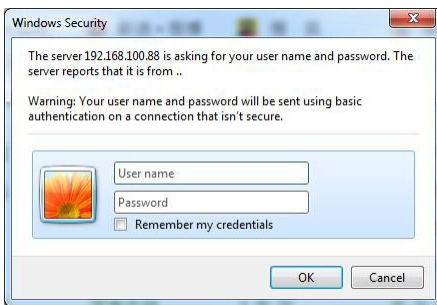 Windows Security
The server 192.168.100.88 is asking for your user name and password. The
server reports that it is from ..
Warning: Your user name and password will be sent using basic
authentication on a connection that isn't secure.
User name
Password
Remember my credentials
OK
Cancel